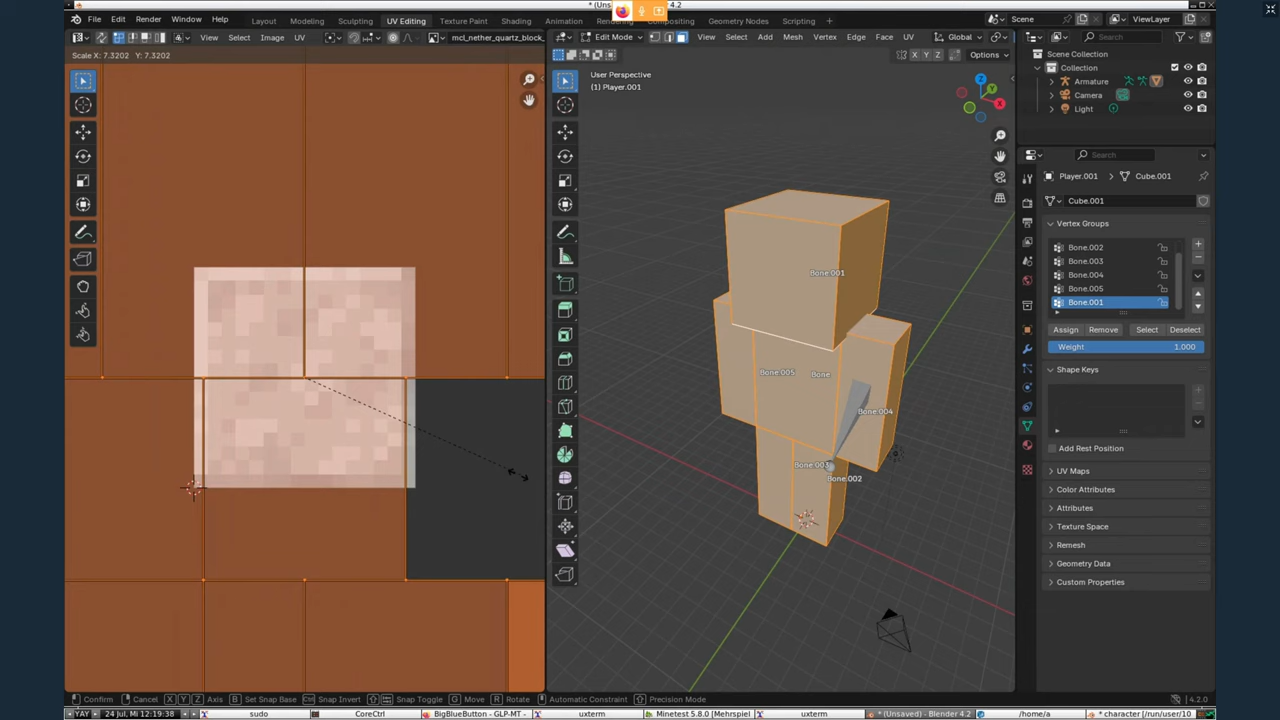 * (Uns
4.2
File
Edit
Render
Window
Help
Layout
Modeling
Sculpting
UV Editing
Texture Paint
Shading
Animation
Compositing
Geometry Nodes
Scripting
Scene
ViewLayer
View
Select
Image
UV
mcl_nether_quartz_block_
Edit Mode
View
Select
Add
Mesh
Vertex
Edge
Face
UV
Global
Scale X: 7.3202   Y: 7.3202
X
Y
Z
Options
User Perspective
(1) Player.001
Z
Y
X
Bone.001
Bone.005
Bone
Bone.004
Bone.003
Bone.002
Search
Scene Collection
Collection
Armature
Camera
Light
Search
Player.001
Cube.001
Cube.001
Vertex Groups
Bone.002
Bone.003
Bone.004
Bone.005
Bone.001
Assign
Remove
Select
Deselect
Weight
1.000
Shape Keys
Add Rest Position
UV Maps
Color Attributes
Attributes
Texture Space
Remesh
Geometry Data
Custom Properties
Confirm
Cancel
X
Y
Z
Axis
B
Set Snap Base
Snap Invert
Snap Toggle
G
Move
R
Rotate
Automatic Constraint
Precision Mode
4.2.0
YAY
24 Jul, Mi 12:19:38
sudo
CoreCtrl
BigBlueButton - GLP-MT -
uxterm
Minetest 5.8.0 [Mehrspiel
uxterm
* (Unsaved) - Blender 4.2
/home/a
* character [/run/user/10